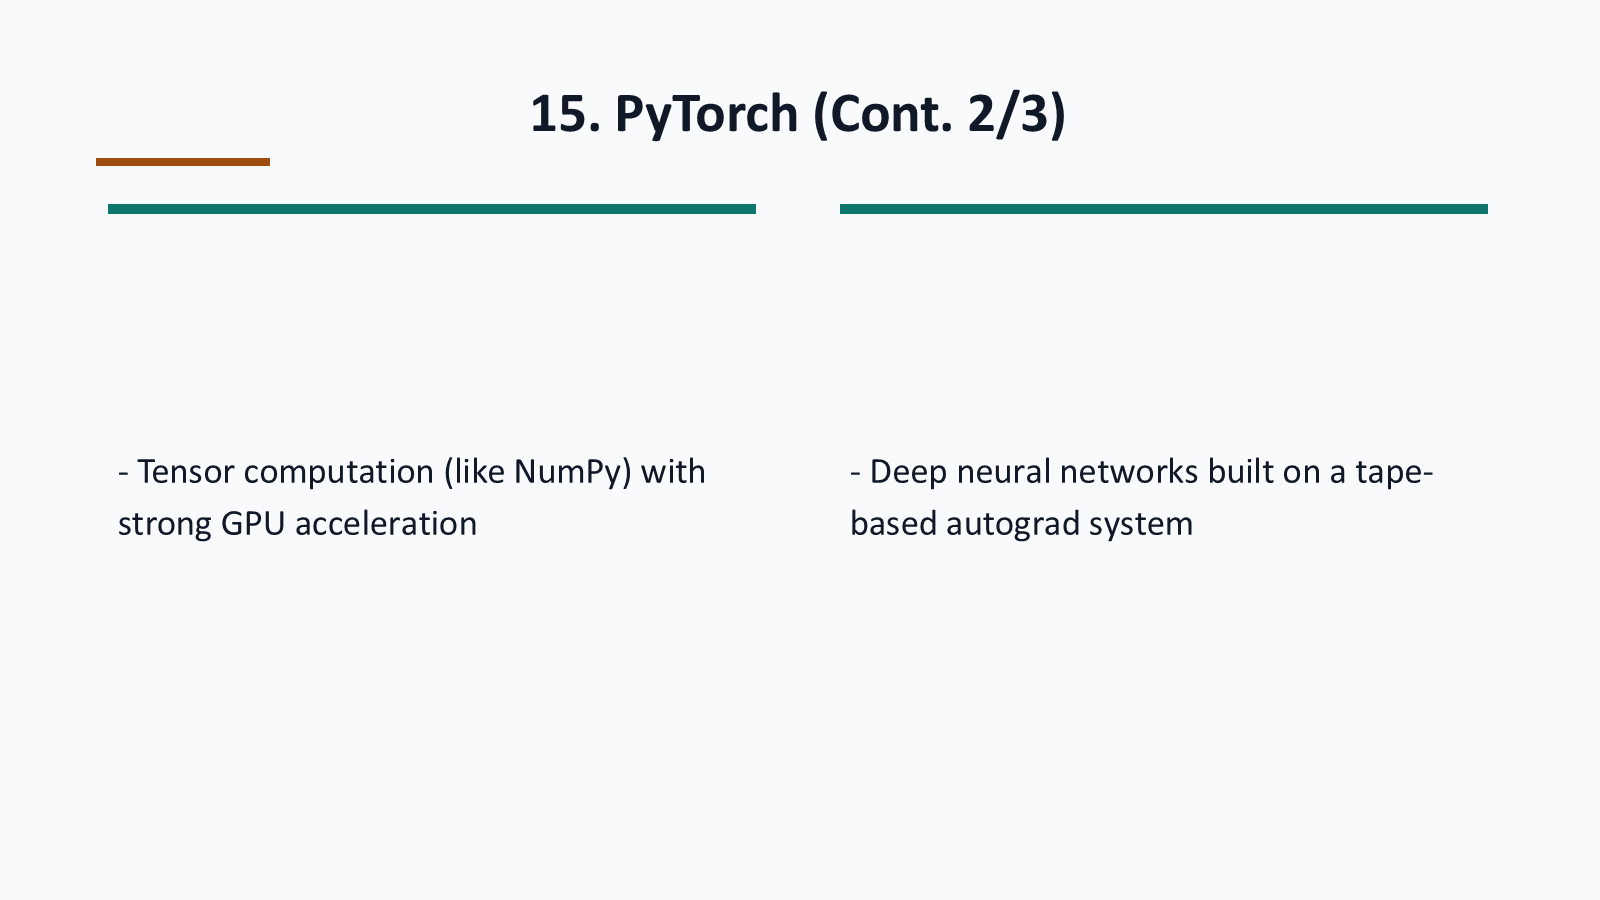 15. PyTorch (Cont. 2/3)
- Tensor computation (like NumPy) with
strong GPU acceleration
- Deep neural networks built on a tape-
based autograd system